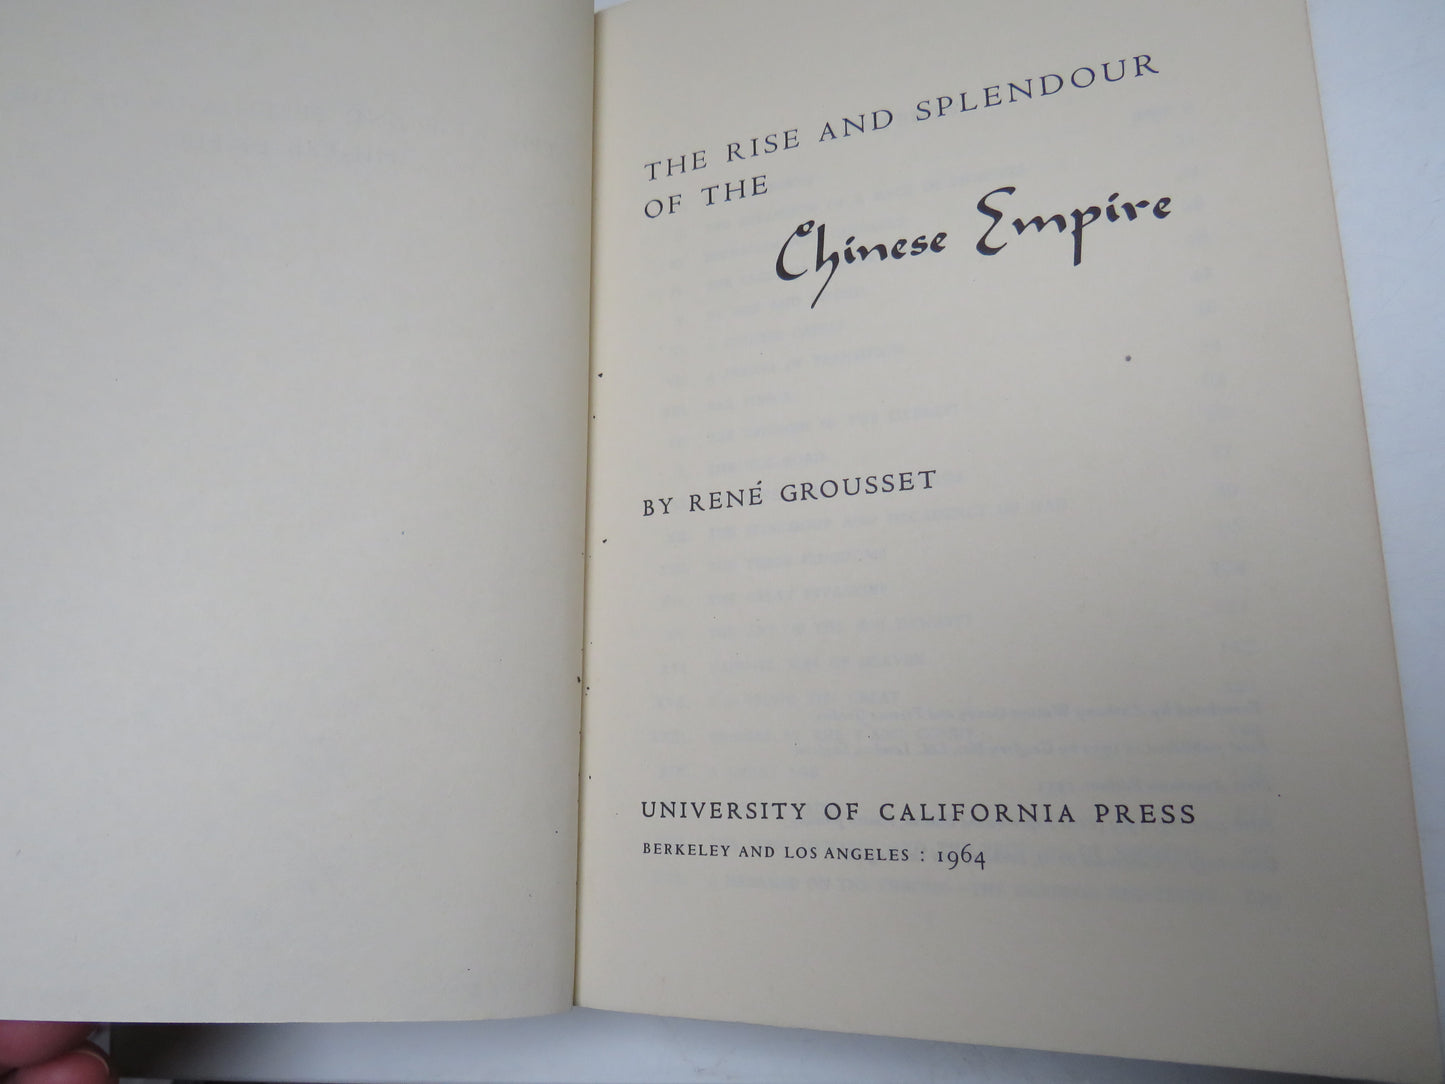 THE RISE AND SPLENDOUR
OF THE
Chinese Empire
BY RENÉ GROUSSET
UNIVERSITY OF CALIFORNIA PRESS
BERKELEY AND LOS ANGELES : 1964